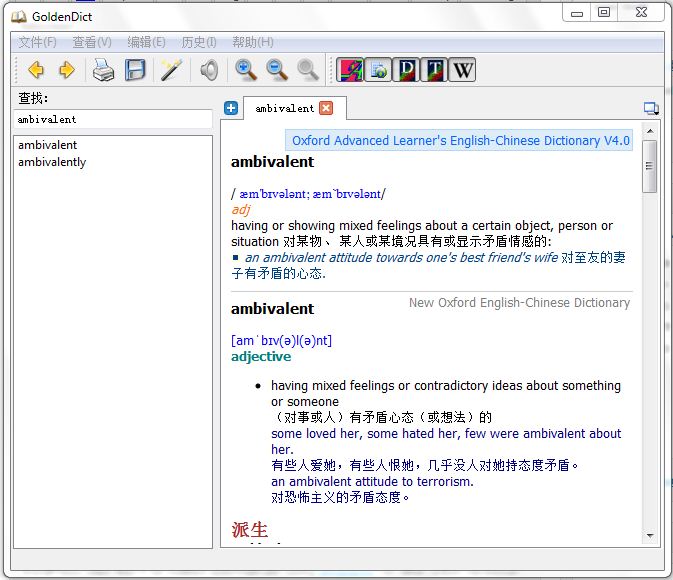 GoldenDict
文件(F) 查看(V) 编辑(E) 历史(I) 帮助(H)
D T W
查找:
ambivalent
ambivalent
ambivalently
ambivalent
Oxford Advanced Learner's English-Chinese Dictionary V4.0
ambivalent
/ æm'bɪvələnt; æm`bɪvələnt/
adj
having or showing mixed feelings about a certain object, person or
situation 对某物、 某人或某境况具有或显示矛盾情感的:
▪ an ambivalent attitude towards one's best friend's wife 对至友的妻
子有矛盾的心态.
New Oxford English-Chinese Dictionary
ambivalent
[amˈbɪv(ə)l(ə)nt]
adjective
• having mixed feelings or contradictory ideas about something
or someone
（对事或人）有矛盾心态（或想法）的
some loved her, some hated her, few were ambivalent about
her.
有些人爱她，有些人恨她，几乎没人对她持态度矛盾。
an ambivalent attitude to terrorism.
对恐怖主义的矛盾态度。
派生